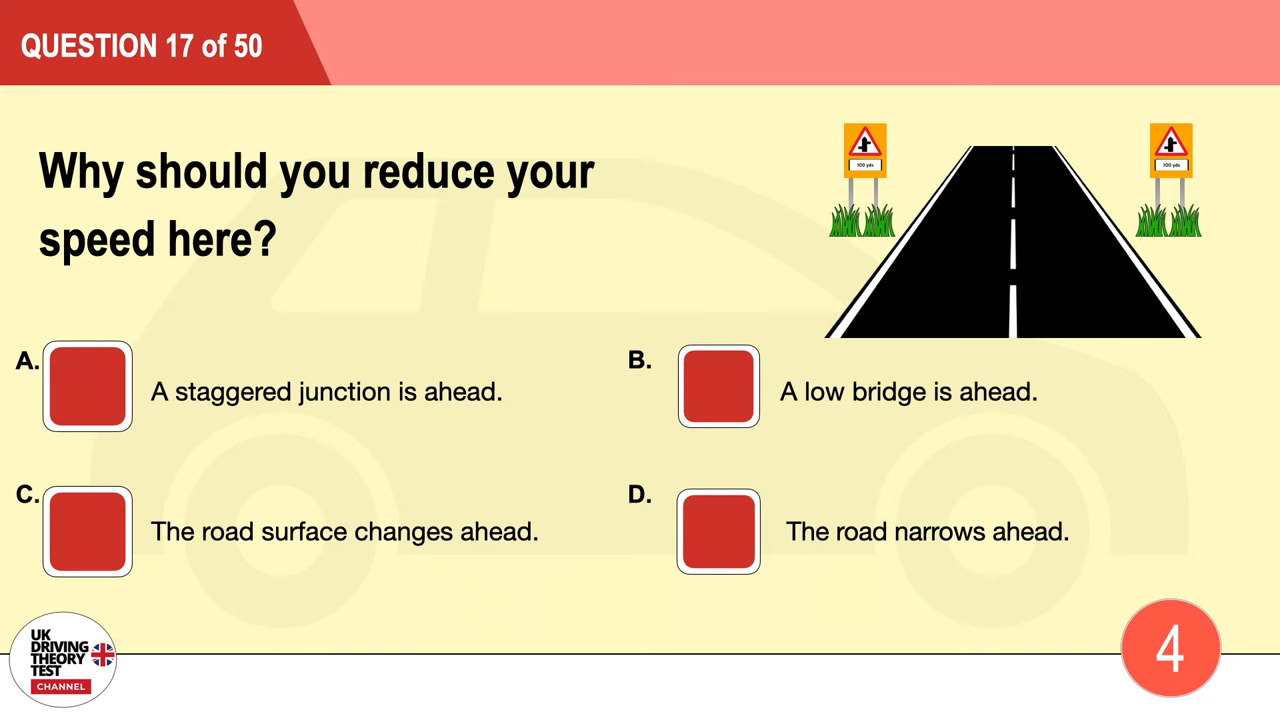 QUESTION 17 of 50
Why should you reduce your
speed here?
100 yds
100 yds
A.
A staggered junction is ahead.
B.
A low bridge is ahead.
C.
The road surface changes ahead.
D.
The road narrows ahead.
UK
DRIVING
THEORY
TEST
CHANNEL
4